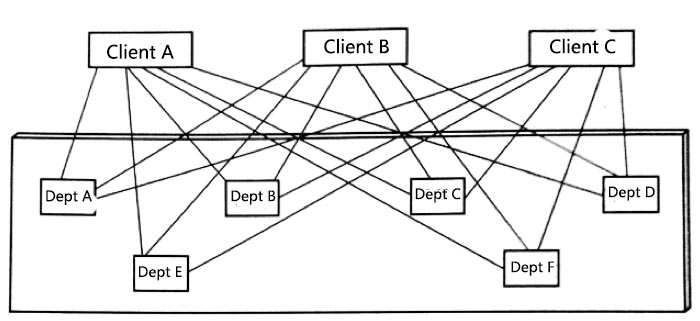 Client A
Client B
Client C
Dept A
Dept B
Dept C
Dept D
Dept E
Dept F